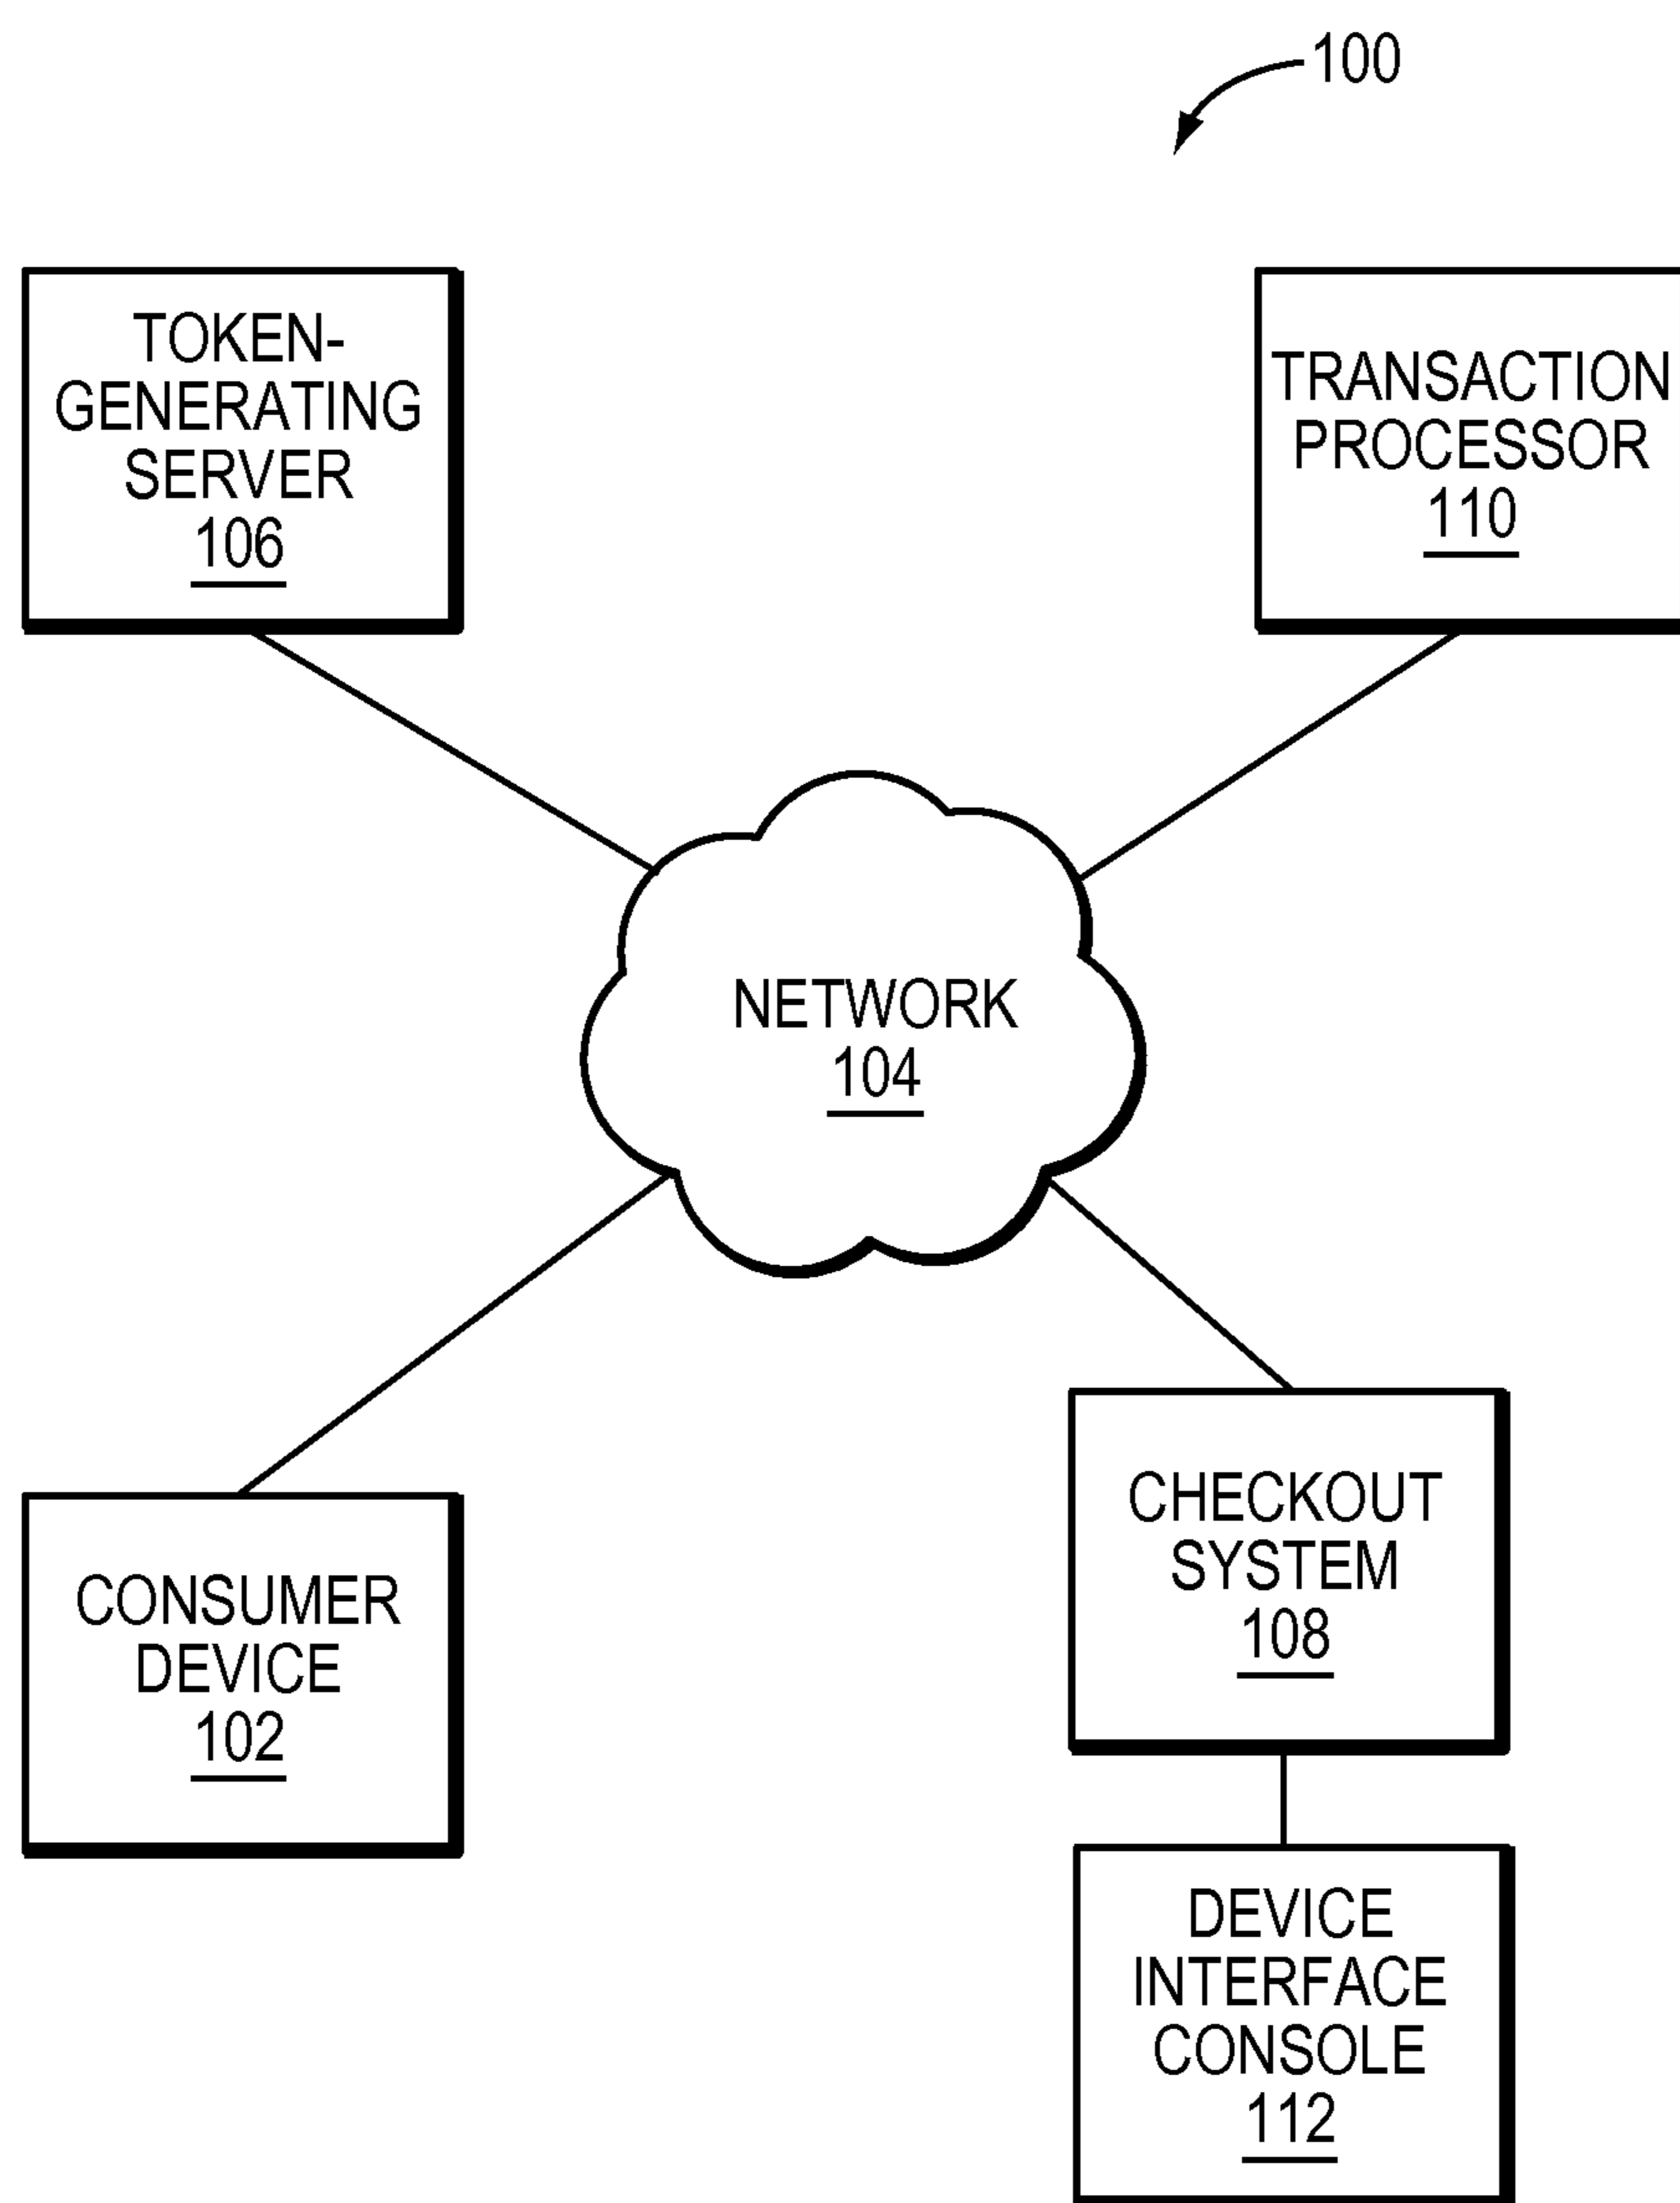 100
TOKEN-
GENERATING
SERVER
106
TRANSACTION
PROCESSOR
110
NETWORK
104
CONSUMER
DEVICE
102
CHECKOUT
SYSTEM
108
DEVICE
INTERFACE
CONSOLE
112